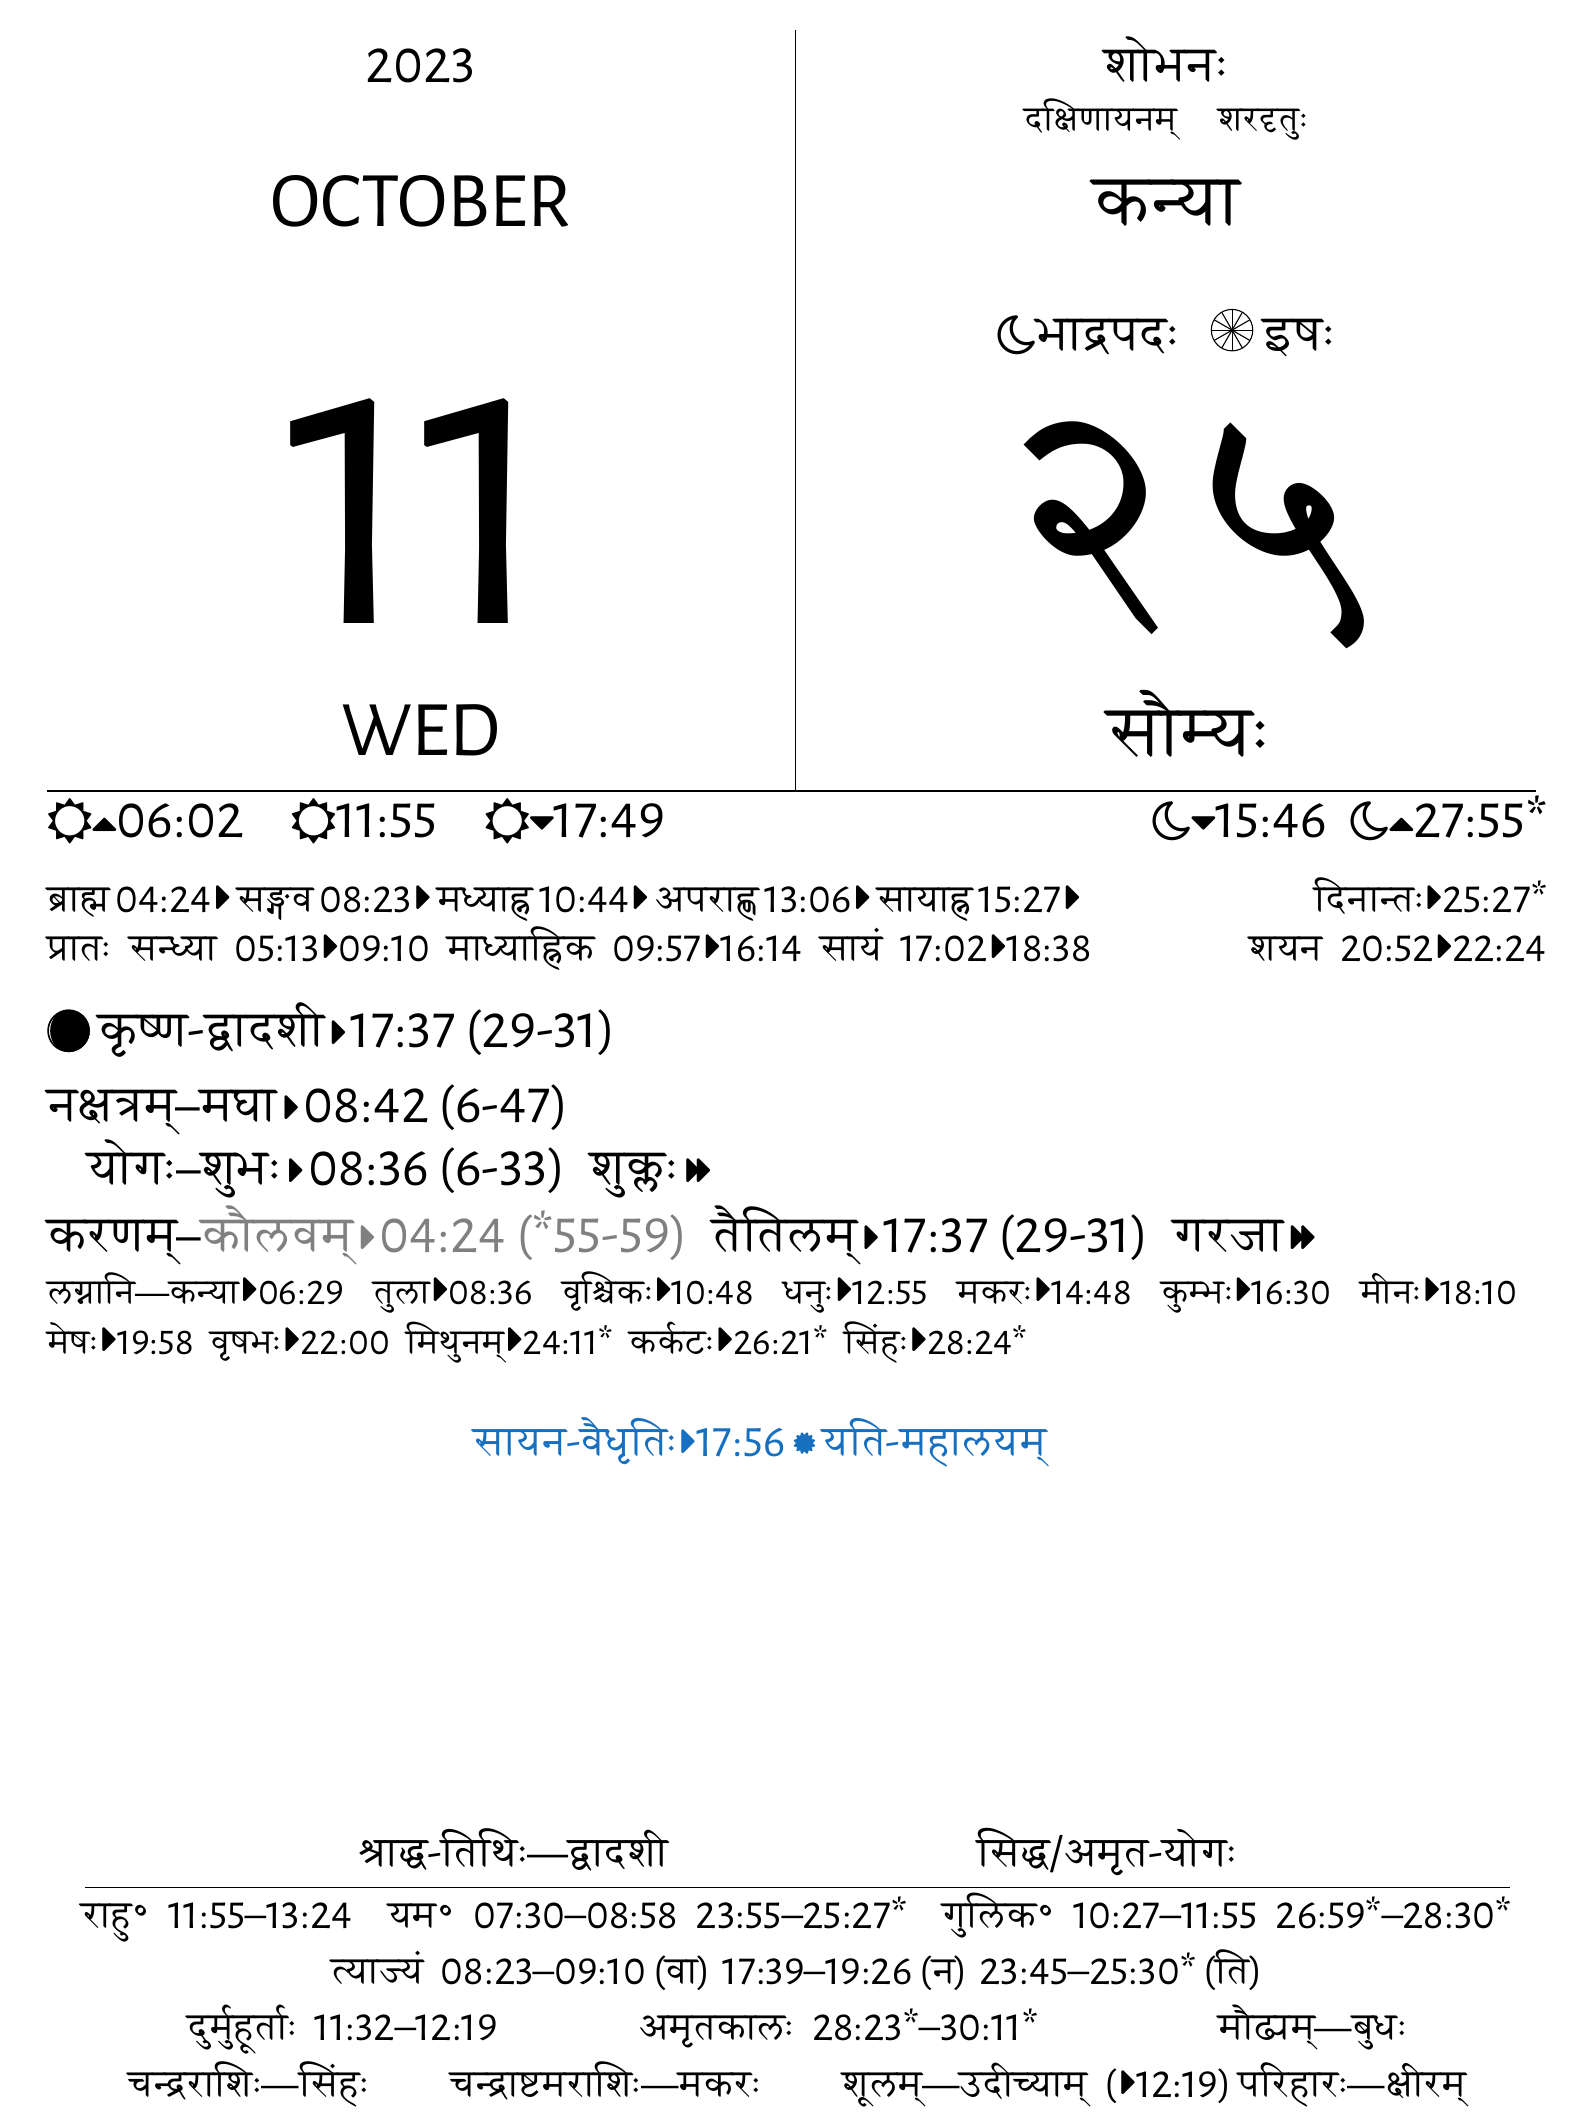 2023
OCTOBER
11
WED
शोभनः
दक्षिणायनम् शरदृतुः
कन्या
भाद्रपदः इषः
२५
सौम्यः
06:02 11:55 17:49 15:46 27:55*
ब्राह्म 04:24 सङ्गव 08:23 मध्याह्न 10:44 अपराह्ण 13:06 सायाह्न 15:27 दिनान्तः 25:27*
प्रातः सन्ध्या 05:13 09:10 माध्याह्निक 09:57 16:14 सायं 17:02 18:38 शयन 20:52 22:24
कृष्ण-द्वादशी 17:37 (29-31)
नक्षत्रम्–मघा 08:42 (6-47)
योगः–शुभः 08:36 (6-33) शुक्लः
करणम्–कौलवम् 04:24 (*55-59) तैतिलम् 17:37 (29-31) गरजा
लग्नानि—कन्या 06:29 तुला 08:36 वृश्चिकः 10:48 धनुः 12:55 मकरः 14:48 कुम्भः 16:30 मीनः 18:10
मेषः 19:58 वृषभः 22:00 मिथुनम् 24:11* कर्कटः 26:21* सिंहः 28:24*
सायन-वैधृतिः 17:56 यति-महालयम्
श्राद्ध-तिथिः—द्वादशी सिद्ध/अमृत-योगः
राहु॰ 11:55–13:24 यम॰ 07:30–08:58 23:55–25:27* गुलिक॰ 10:27–11:55 26:59*–28:30*
त्याज्यं 08:23–09:10 (वा) 17:39–19:26 (न) 23:45–25:30* (ति)
दुर्मुहूर्ताः 11:32–12:19 अमृतकालः 28:23*–30:11* मौढ्यम्—बुधः
चन्द्रराशिः—सिंहः चन्द्राष्टमराशिः—मकरः शूलम्—उदीच्याम् (12:19) परिहारः—क्षीरम्